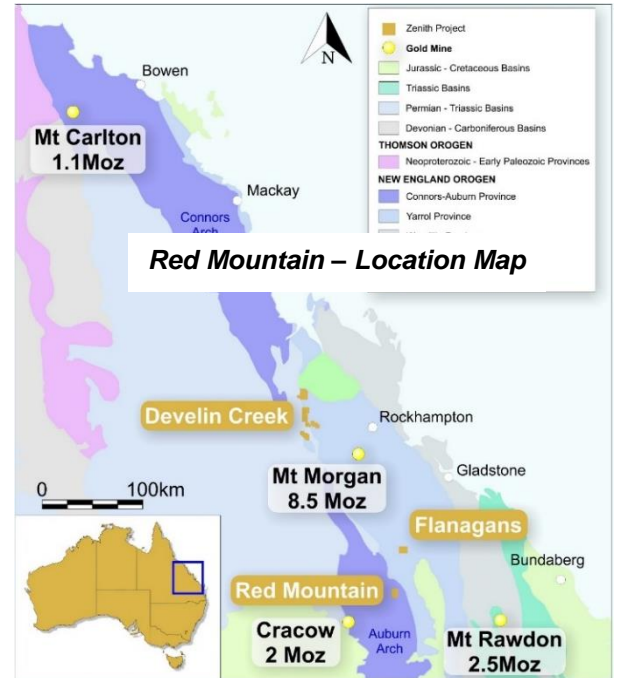 Zenith Project
Gold Mine
Jurassic - Cretaceous Basins
Triassic Basins
Permian - Triassic Basins
Devonian - Carboniferous Basins
THOMSON OROGEN
Neoproterozoic - Early Paleozoic Provinces
NEW ENGLAND OROGEN
Connors-Auburn Province
Yarrol Province
N
Bowen
Mt Carlton
1.1Moz
Mackay
Connors
Arch
Red Mountain – Location Map
Develin Creek
Rockhampton
Mt Morgan
8.5 Moz
Gladstone
0 100km
Flanagans
Bundaberg
Red Mountain
Cracow
2 Moz
Auburn
Arch
Mt Rawdon
2.5Moz